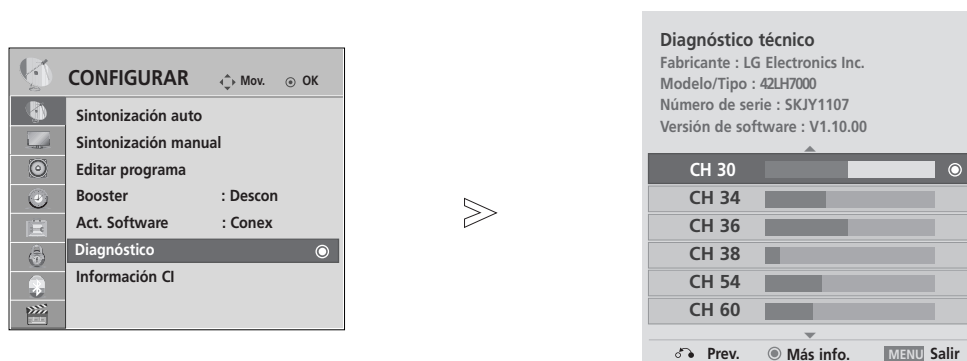 CONFIGURAR Mov. OK
Sintonización auto
Sintonización manual
Editar programa
Booster : Descon
Act. Software : Conex
Diagnóstico
Información CI
Diagnóstico técnico
Fabricante : LG Electronics Inc.
Modelo/Tipo : 42LH7000
Número de serie : SKJY1107
Versión de software : V1.10.00
CH 30
CH 34
CH 36
CH 38
CH 54
CH 60
Prev. Más info. MENU Salir